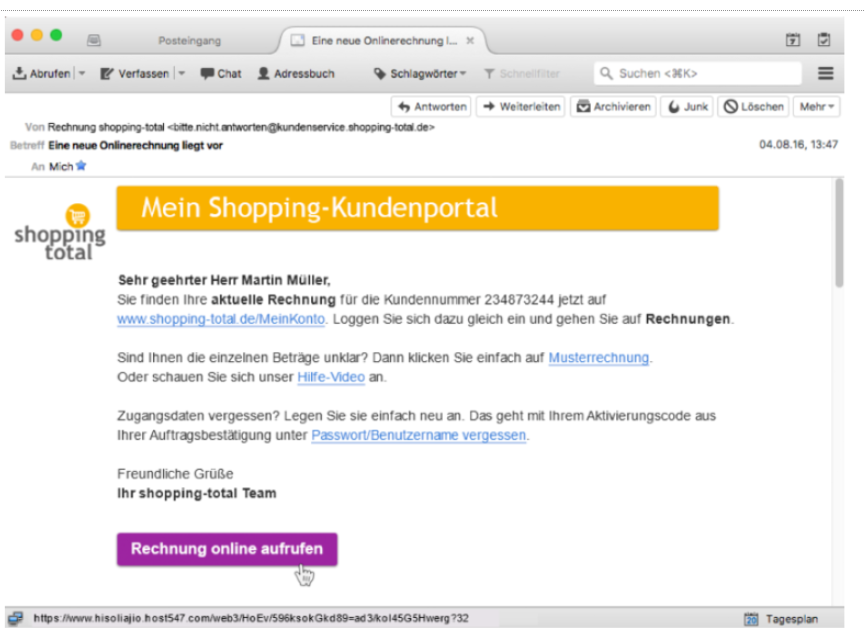 Posteingang
Eine neue Onlinerechnung l... ×
Abrufen
Verfassen
Chat
Adressbuch
Schlagwörter
Schnellfilter
Suchen <⌘K>
Antworten
Weiterleiten
Archivieren
Junk
Löschen
Mehr
Von Rechnung shopping-total <bitte.nicht.antworten@kundenservice.shopping-total.de>
Betreff Eine neue Onlinerechnung liegt vor
04.08.16, 13:47
An Mich
shopping
total
Mein Shopping-Kundenportal
Sehr geehrter Herr Martin Müller,
Sie finden Ihre aktuelle Rechnung für die Kundennummer 234873244 jetzt auf
www.shopping-total.de/MeinKonto. Loggen Sie sich dazu gleich ein und gehen Sie auf Rechnungen.
Sind Ihnen die einzelnen Beträge unklar? Dann klicken Sie einfach auf Musterrechnung.
Oder schauen Sie sich unser Hilfe-Video an.
Zugangsdaten vergessen? Legen Sie sie einfach neu an. Das geht mit Ihrem Aktivierungscode aus
Ihrer Auftragsbestätigung unter Passwort/Benutzername vergessen.
Freundliche Grüße
Ihr shopping-total Team
Rechnung online aufrufen
https://www.hisoliajio.host547.com/web3/HoEv/596ksokGkd89=ad3/kol45G5Hwerg?32
20 Tagesplan